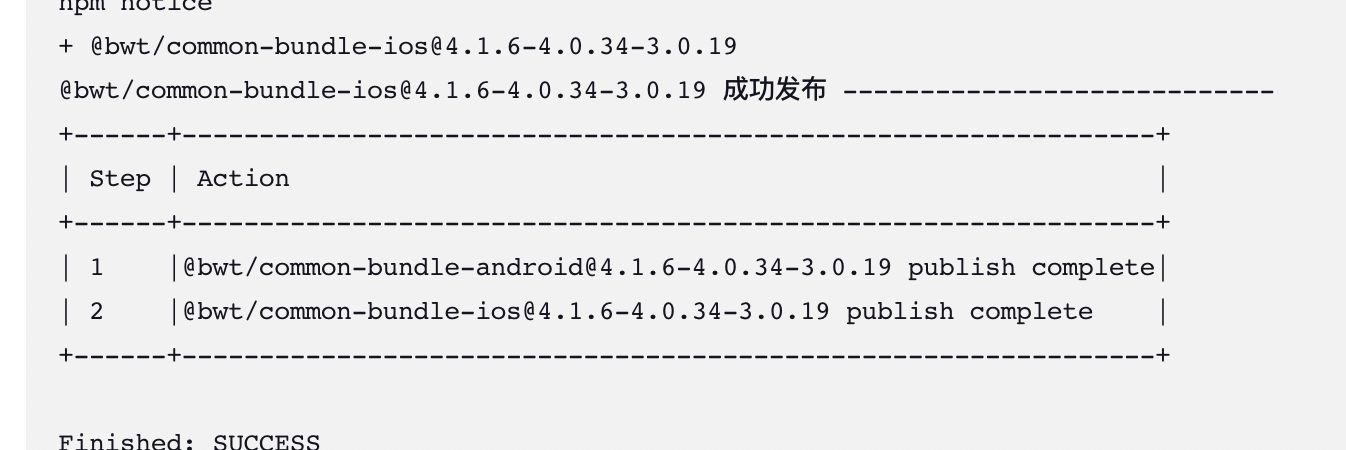 npm notice
+ @bwt/common-bundle-ios@4.1.6-4.0.34-3.0.19
@bwt/common-bundle-ios@4.1.6-4.0.34-3.0.19 成功发布 ----------------------------
+------+---------------------------------------------------------------+
| Step | Action                                                        |
+------+---------------------------------------------------------------+
| 1    |@bwt/common-bundle-android@4.1.6-4.0.34-3.0.19 publish complete|
| 2    |@bwt/common-bundle-ios@4.1.6-4.0.34-3.0.19 publish complete    |
+------+---------------------------------------------------------------+
Finished: SUCCESS